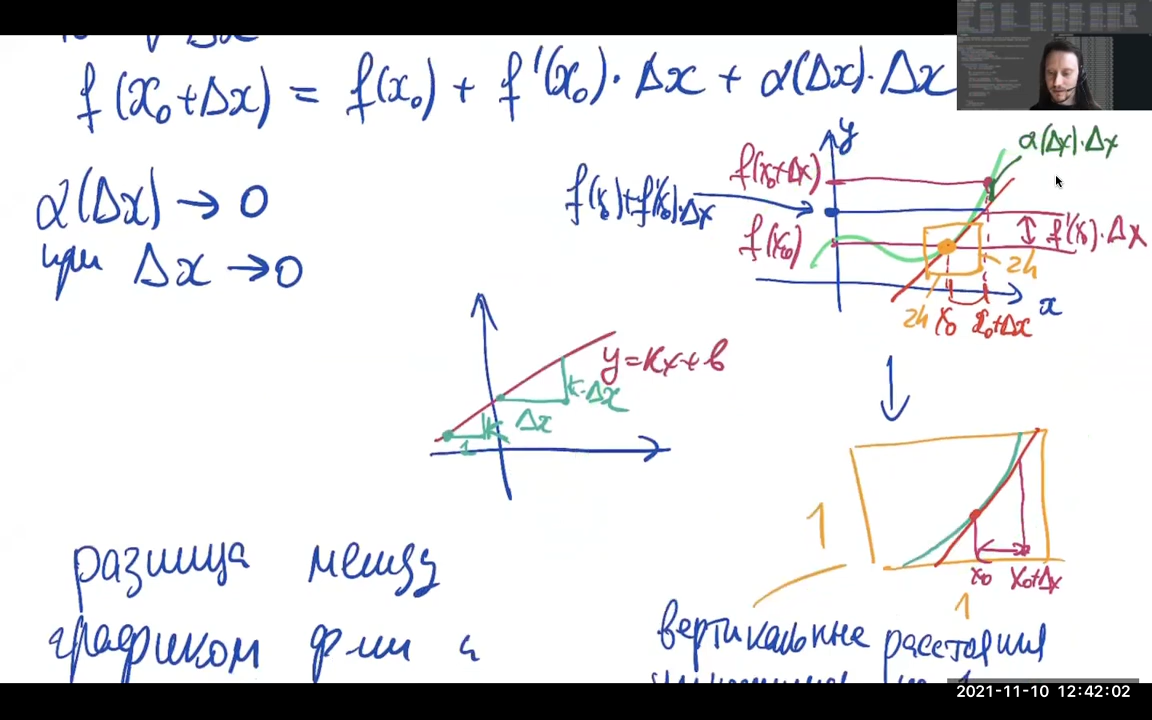 f(x₀+Δx) = f(x₀) + f'(x₀)·Δx + α(Δx)·Δx
α(Δx) → 0
при Δx → 0
y
α(Δx)·Δx
f(x₀+Δx)
f(x₀)+f'(x₀)·Δx
f(x₀)
f'(x₀)·Δx
2h
2h
x₀
x₀+Δx
x
y=kx+b
k·Δx
Δx
k
1
1
x₀
x₀+Δx
1
разница между
графиком ф-ии и
вертикальные расстояния
2021-11-10 12:42:02